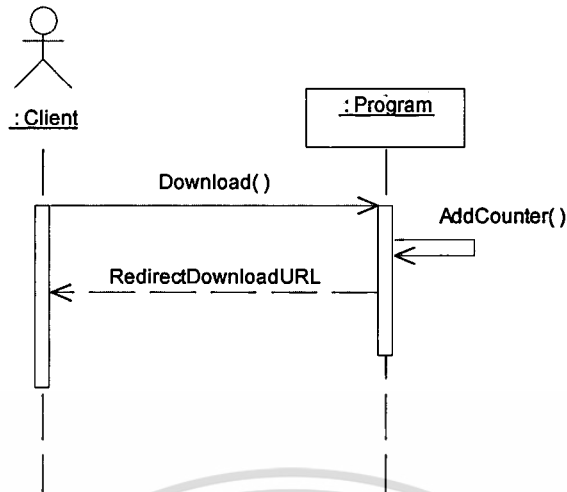 : Client
: Program
Download( )
AddCounter( )
RedirectDownloadURL